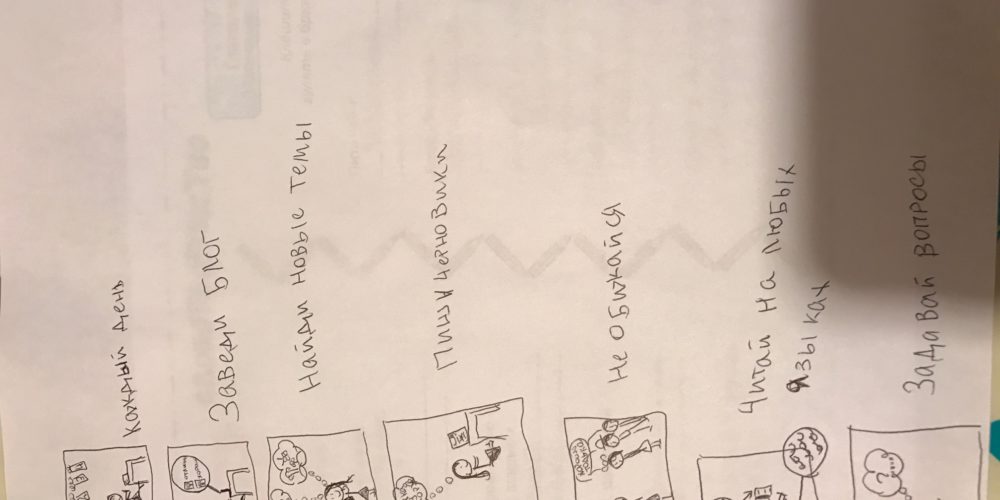 каждый день
Заведи Блог
Найди новые темы
Пиши черновики
Не обижайся
Читай на любых
языках
Задавай вопросы